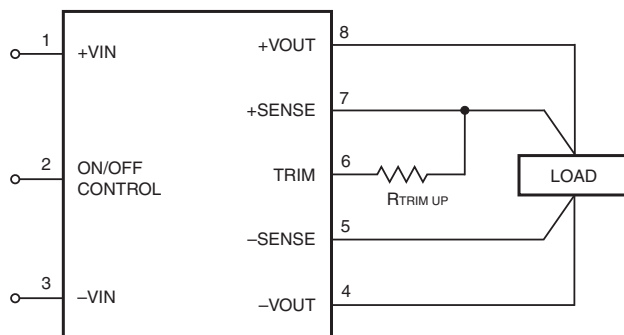 1
+VIN
2
ON/OFF
CONTROL
3
–VIN
+VOUT
8
+SENSE
7
TRIM
6
RTRIM UP
–SENSE
5
–VOUT
4
LOAD